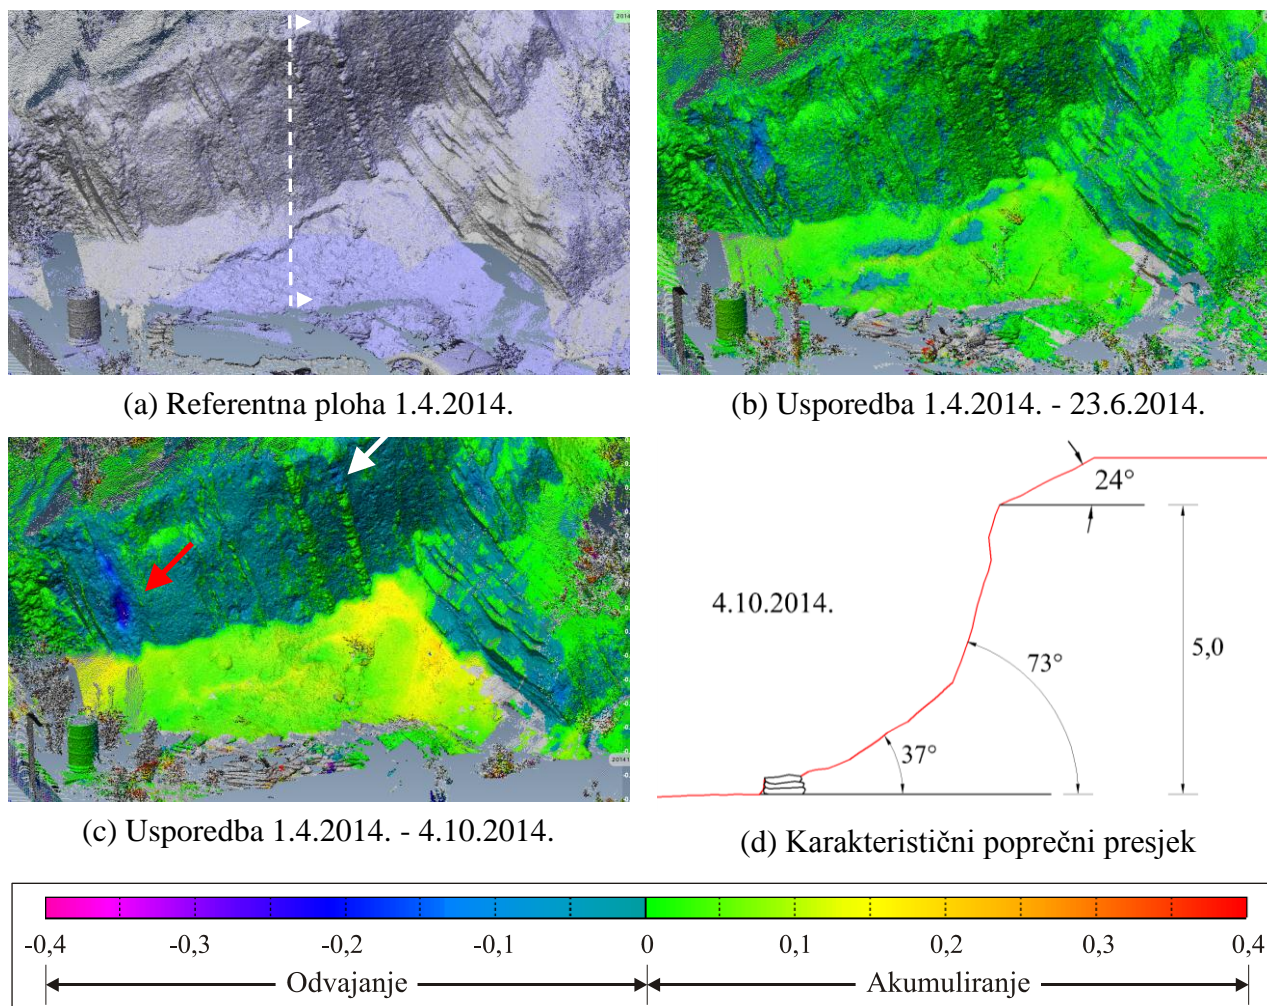 2014
(a) Referentna ploha 1.4.2014.
(b) Usporedba 1.4.2014. - 23.6.2014.
(c) Usporedba 1.4.2014. - 4.10.2014.
24°
4.10.2014.
73°
5,0
37°
(d) Karakteristični poprečni presjek
-0,4 -0,3 -0,2 -0,1 0 0,1 0,2 0,3 0,4
Odvajanje Akumuliranje